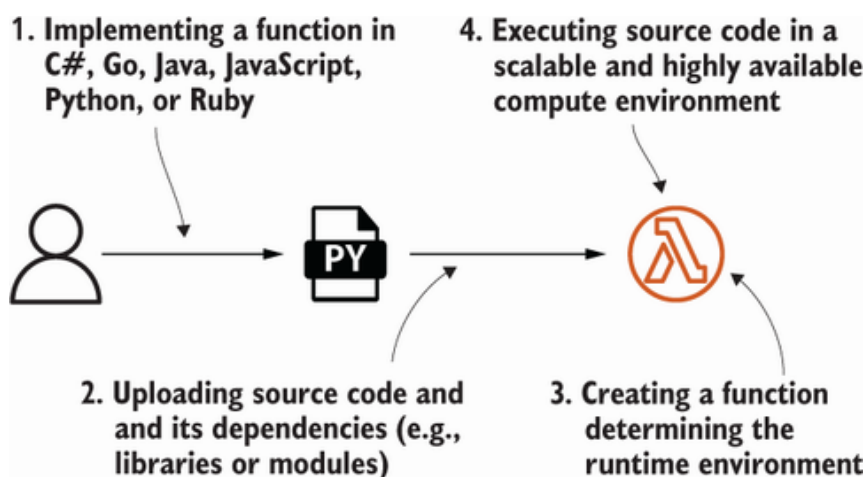 1. Implementing a function in
C#, Go, Java, JavaScript,
Python, or Ruby
4. Executing source code in a
scalable and highly available
compute environment
PY
2. Uploading source code and
and its dependencies (e.g.,
libraries or modules)
3. Creating a function
determining the
runtime environment